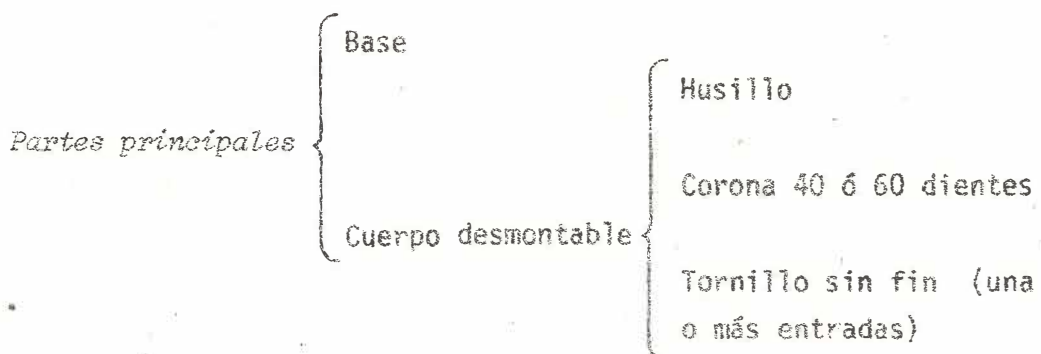 Base
Husillo
Partes principales
Corona 40 ó 60 dientes
Cuerpo desmontable
Tornillo sin fin (una
o más entradas)